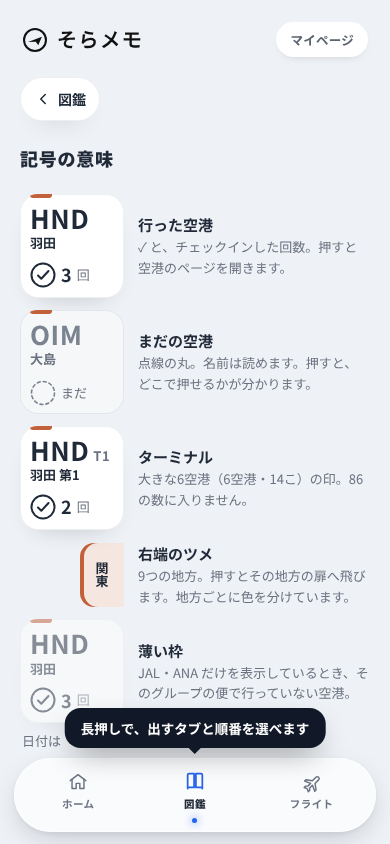 そらメモ
マイページ
図鑑
記号の意味
HND
羽田
3 回
行った空港
✓ と、チェックインした回数。押すと
空港のページを開きます。
OIM
大島
まだ
まだの空港
点線の丸。名前は読めます。押すと、
どこで押せるかが分かります。
HND T1
羽田 第1
2 回
ターミナル
大きな6空港（6空港・14こ）の印。86
の数に入りません。
関東
右端のツメ
9つの地方。押すとその地方の扉へ飛び
ます。地方ごとに色を分けています。
HND
羽田
3 回
薄い枠
JAL・ANA だけを表示しているとき、そ
のグループの便で行っていない空港。
日付は
長押しで、出すタブと順番を選べます
ホーム
図鑑
フライト